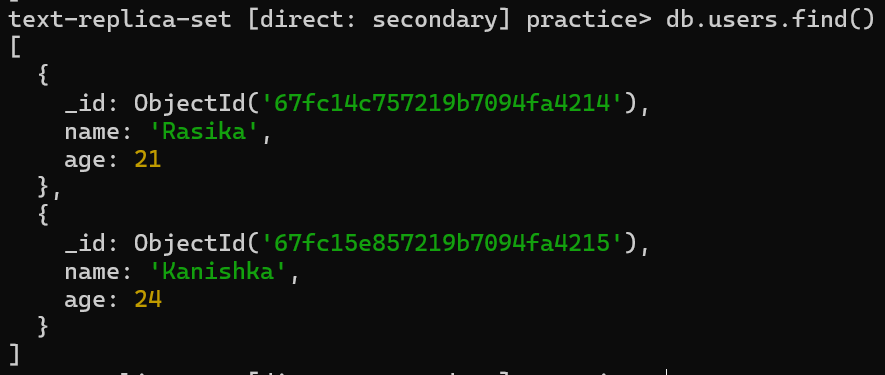 text-replica-set [direct: secondary] practice> db.users.find()
[
  {
    _id: ObjectId('67fc14c757219b7094fa4214'),
    name: 'Rasika',
    age: 21
  },
  {
    _id: ObjectId('67fc15e857219b7094fa4215'),
    name: 'Kanishka',
    age: 24
  }
]